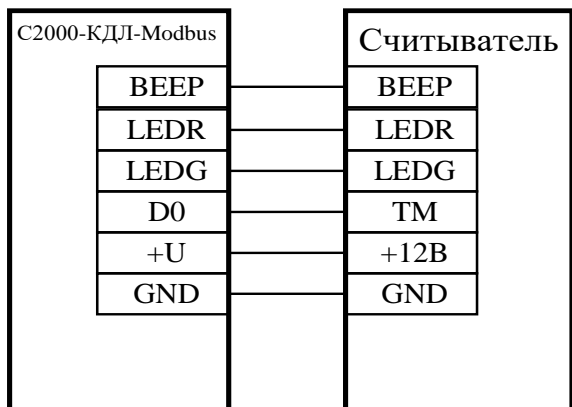 С2000-КДЛ-Modbus
BEEP
LEDR
LEDG
D0
+U
GND
Считыватель
BEEP
LEDR
LEDG
TM
+12В
GND